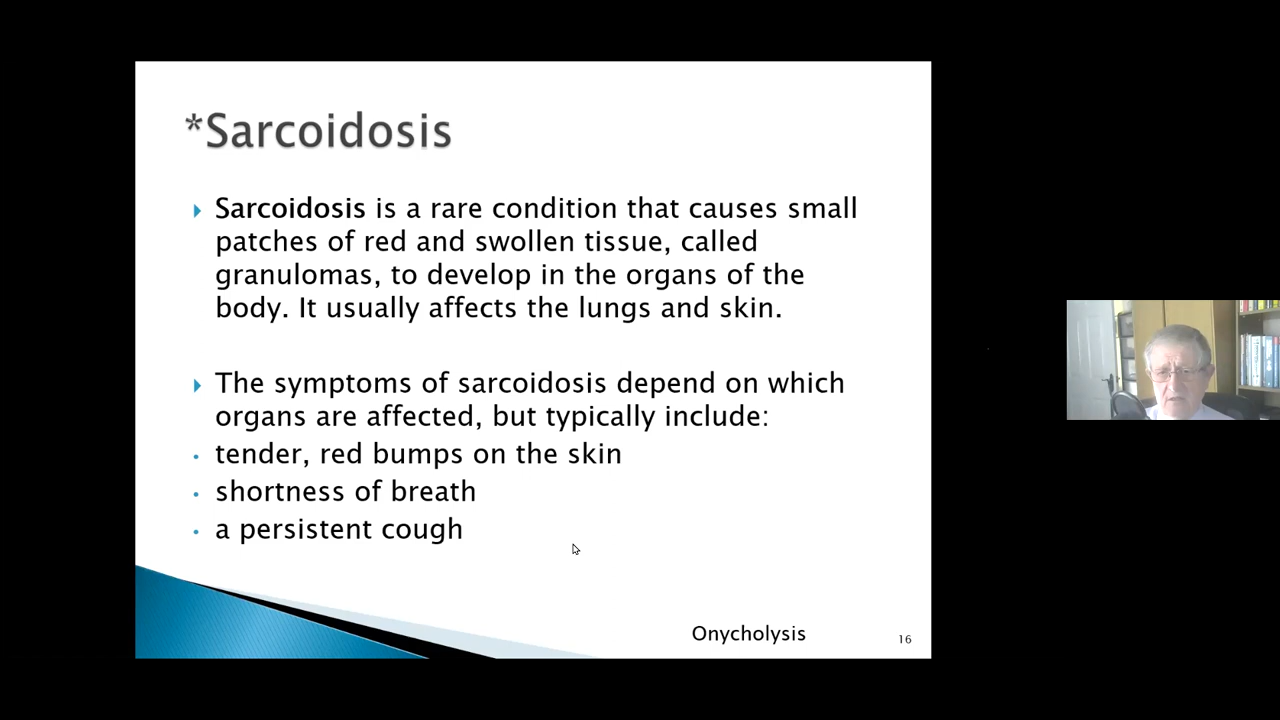 *Sarcoidosis
Sarcoidosis is a rare condition that causes small
patches of red and swollen tissue, called
granulomas, to develop in the organs of the
body. It usually affects the lungs and skin.
The symptoms of sarcoidosis depend on which
organs are affected, but typically include:
tender, red bumps on the skin
shortness of breath
a persistent cough
Onycholysis
16